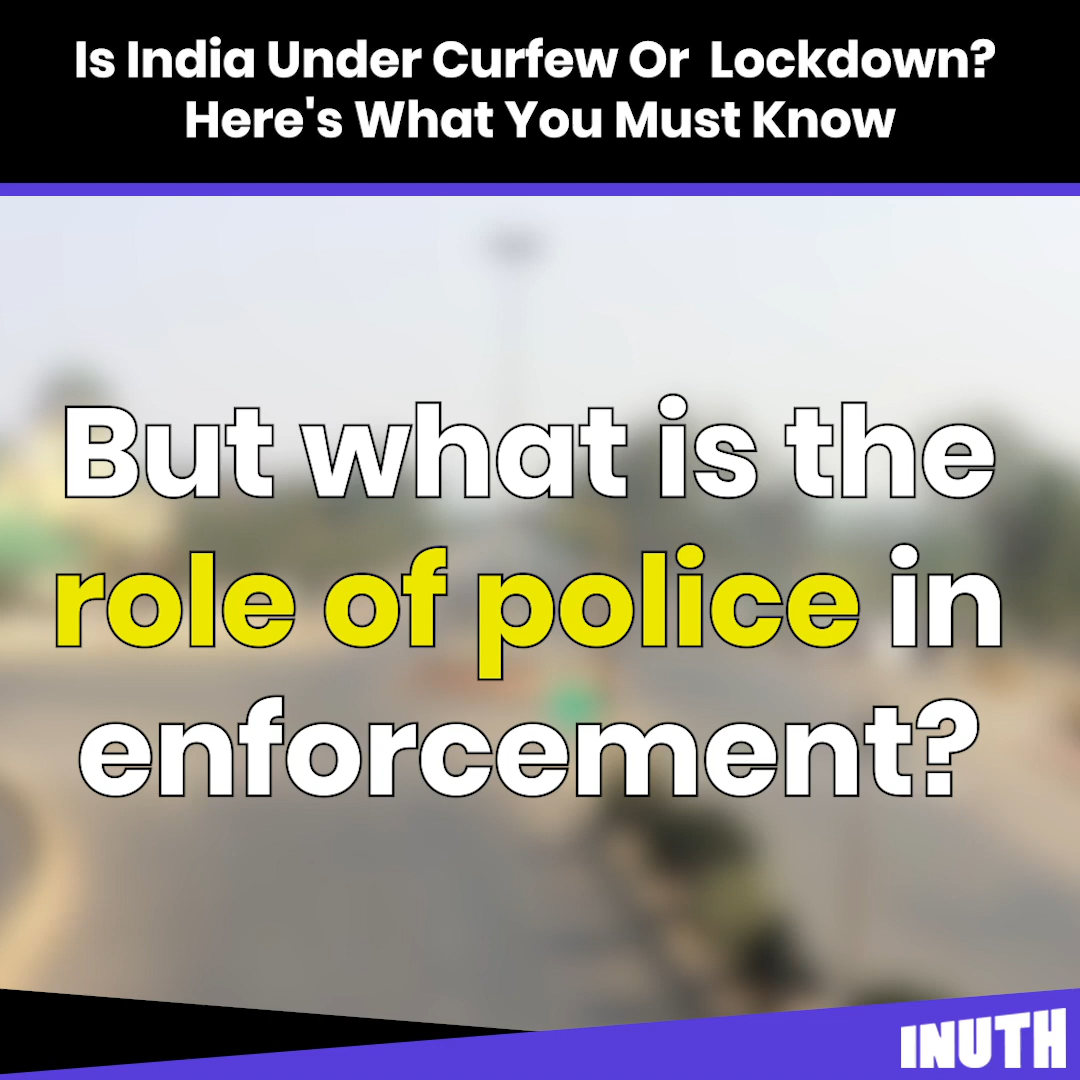 Is India Under Curfew Or Lockdown?
Here's What You Must Know
But what is the
role of police in
enforcement?
INUTH